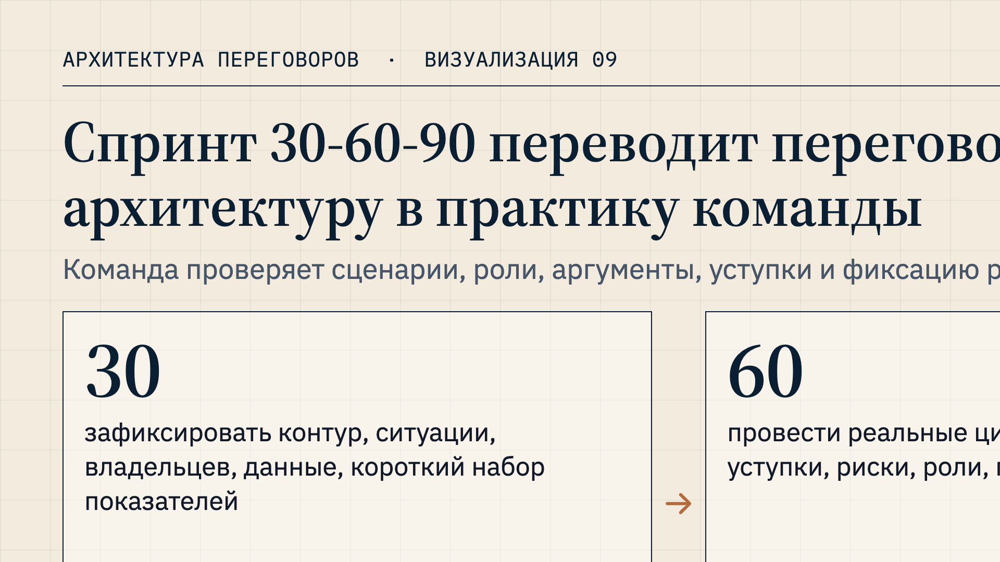 АРХИТЕКТУРА ПЕРЕГОВОРОВ · ВИЗУАЛИЗАЦИЯ 09
Спринт 30-60-90 переводит
архитектуру в практику команды
Команда проверяет сценарии, роли, аргументы, уступки и фиксацию
30
зафиксировать контур, ситуации,
владельцев, данные, короткий набор
показателей
60
провести реальные
уступки, риски, роли,